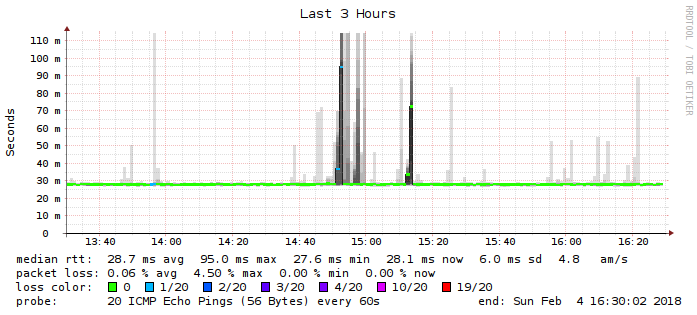 Last 3 Hours
RRDTOOL / TOBI OETIKER
Seconds
110 m
100 m
90 m
80 m
70 m
60 m
50 m
40 m
30 m
20 m
10 m
0
13:40 14:00 14:20 14:40 15:00 15:20 15:40 16:00 16:20
median rtt: 28.7 ms avg 95.0 ms max 27.6 ms min 28.1 ms now 6.0 ms sd 4.8 am/s
packet loss: 0.06 % avg 4.50 % max 0.00 % min 0.00 % now
loss color: 0 1/20 2/20 3/20 4/20 10/20 19/20
probe: 20 ICMP Echo Pings (56 Bytes) every 60s end: Sun Feb 4 16:30:02 2018